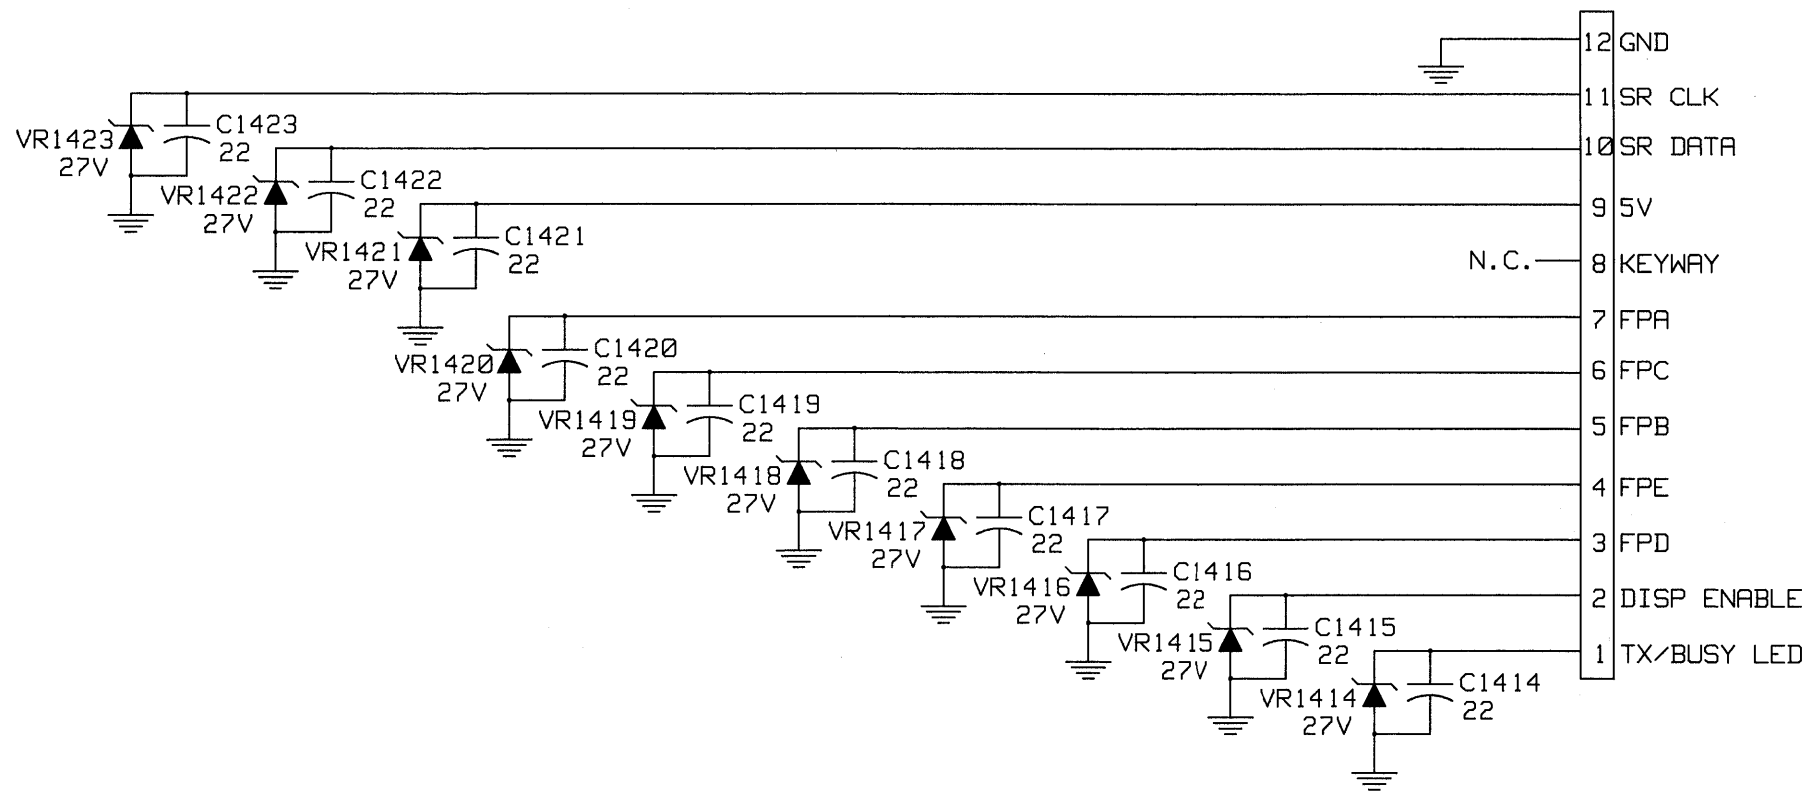 12 GND
11 SR CLK
VR1423
27V
C1423
22
10 SR DATA
VR1422
27V
C1422
22
9 5V
VR1421
27V
C1421
22
N.C.
8 KEYWAY
7 FPA
VR1420
27V
C1420
22
6 FPC
VR1419
27V
C1419
22
5 FPB
VR1418
27V
C1418
22
4 FPE
VR1417
27V
C1417
22
3 FPD
VR1416
27V
C1416
22
2 DISP ENABLE
VR1415
27V
C1415
22
1 TX/BUSY LED
VR1414
27V
C1414
22